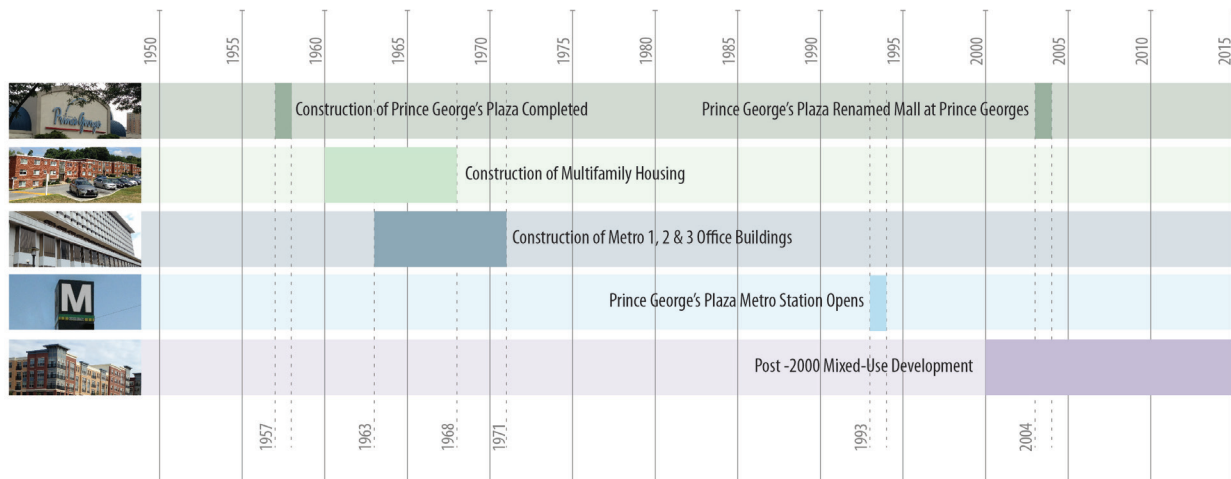 1950
1955
1960
1965
1970
1975
1980
1985
1990
1995
2000
2005
2010
2015
Prince Georges
Construction of Prince George's Plaza Completed
Prince George's Plaza Renamed Mall at Prince Georges
Construction of Multifamily Housing
Construction of Metro 1, 2 & 3 Office Buildings
M
Prince George's Plaza Metro Station Opens
Post -2000 Mixed-Use Development
1957
1963
1968
1971
1993
2004